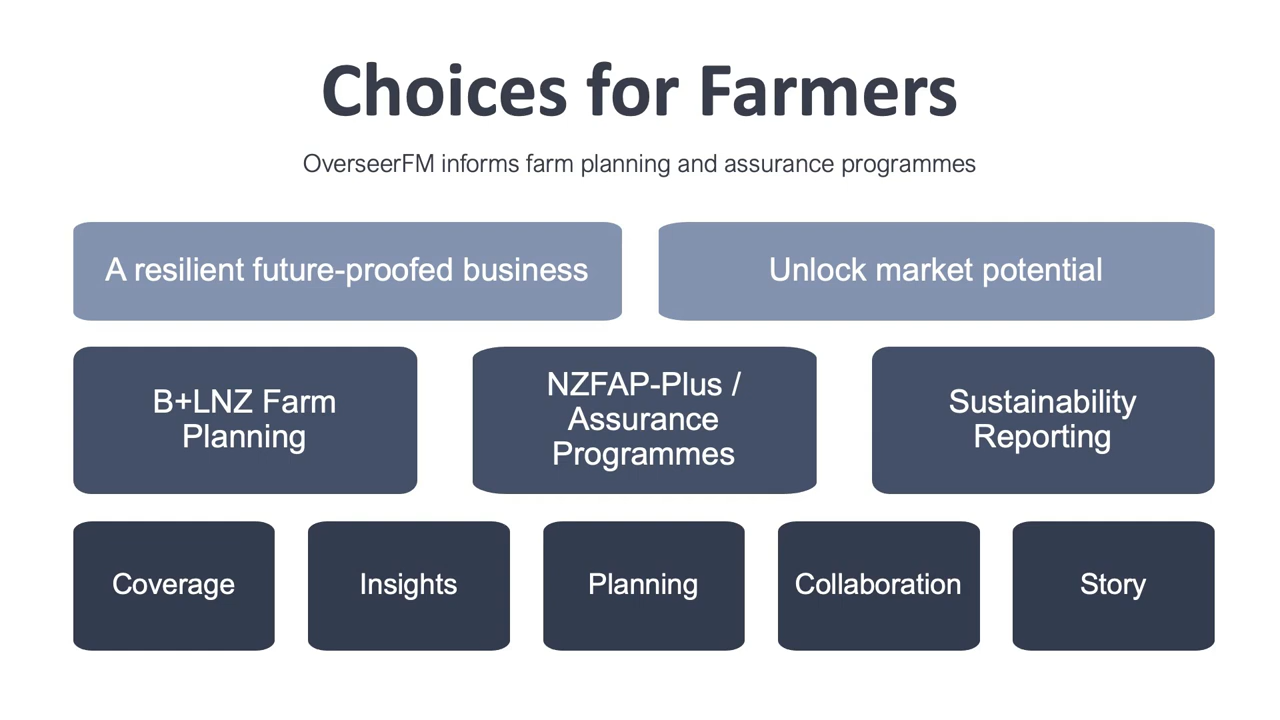 Choices for Farmers
OverseerFM informs farm planning and assurance programmes
A resilient future-proofed business
Unlock market potential
B+LNZ Farm
Planning
NZFAP-Plus /
Assurance
Programmes
Sustainability
Reporting
Coverage
Insights
Planning
Collaboration
Story